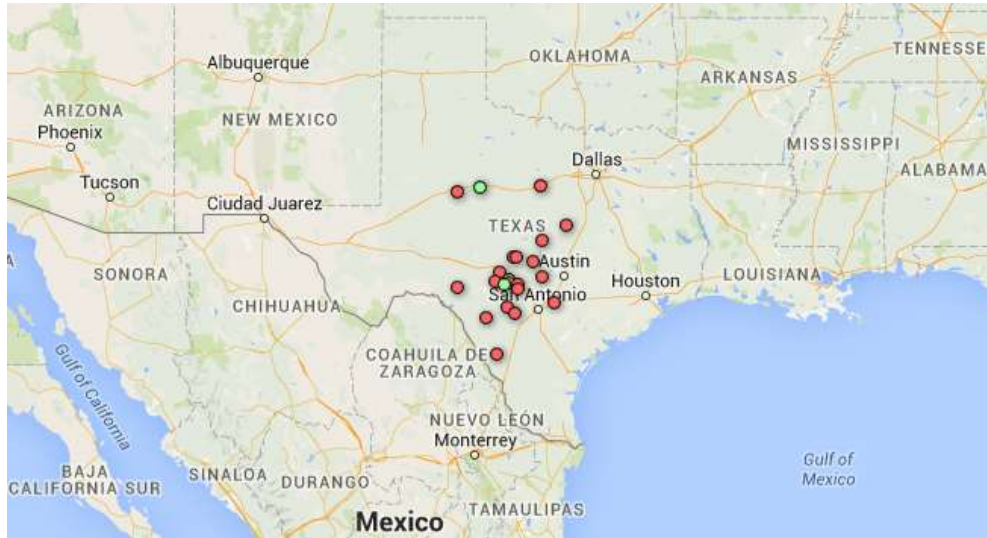 OKLAHOMA
TENNESSE
Albuquerque
ARKANSAS
ARIZONA
NEW MEXICO
Phoenix
MISSISSIPPI
Dallas
ALABAMA
Tucson
Ciudad Juarez
TEXAS
SONORA
Austin
LOUISIANA
Houston
San Antonio
CHIHUAHUA
COAHUILA DE
ZARAGOZA
Gulf of California
NUEVO LEÓN
Monterrey
Gulf of
Mexico
BAJA
CALIFORNIA SUR
SINALOA
DURANGO
TAMAULIPAS
Mexico